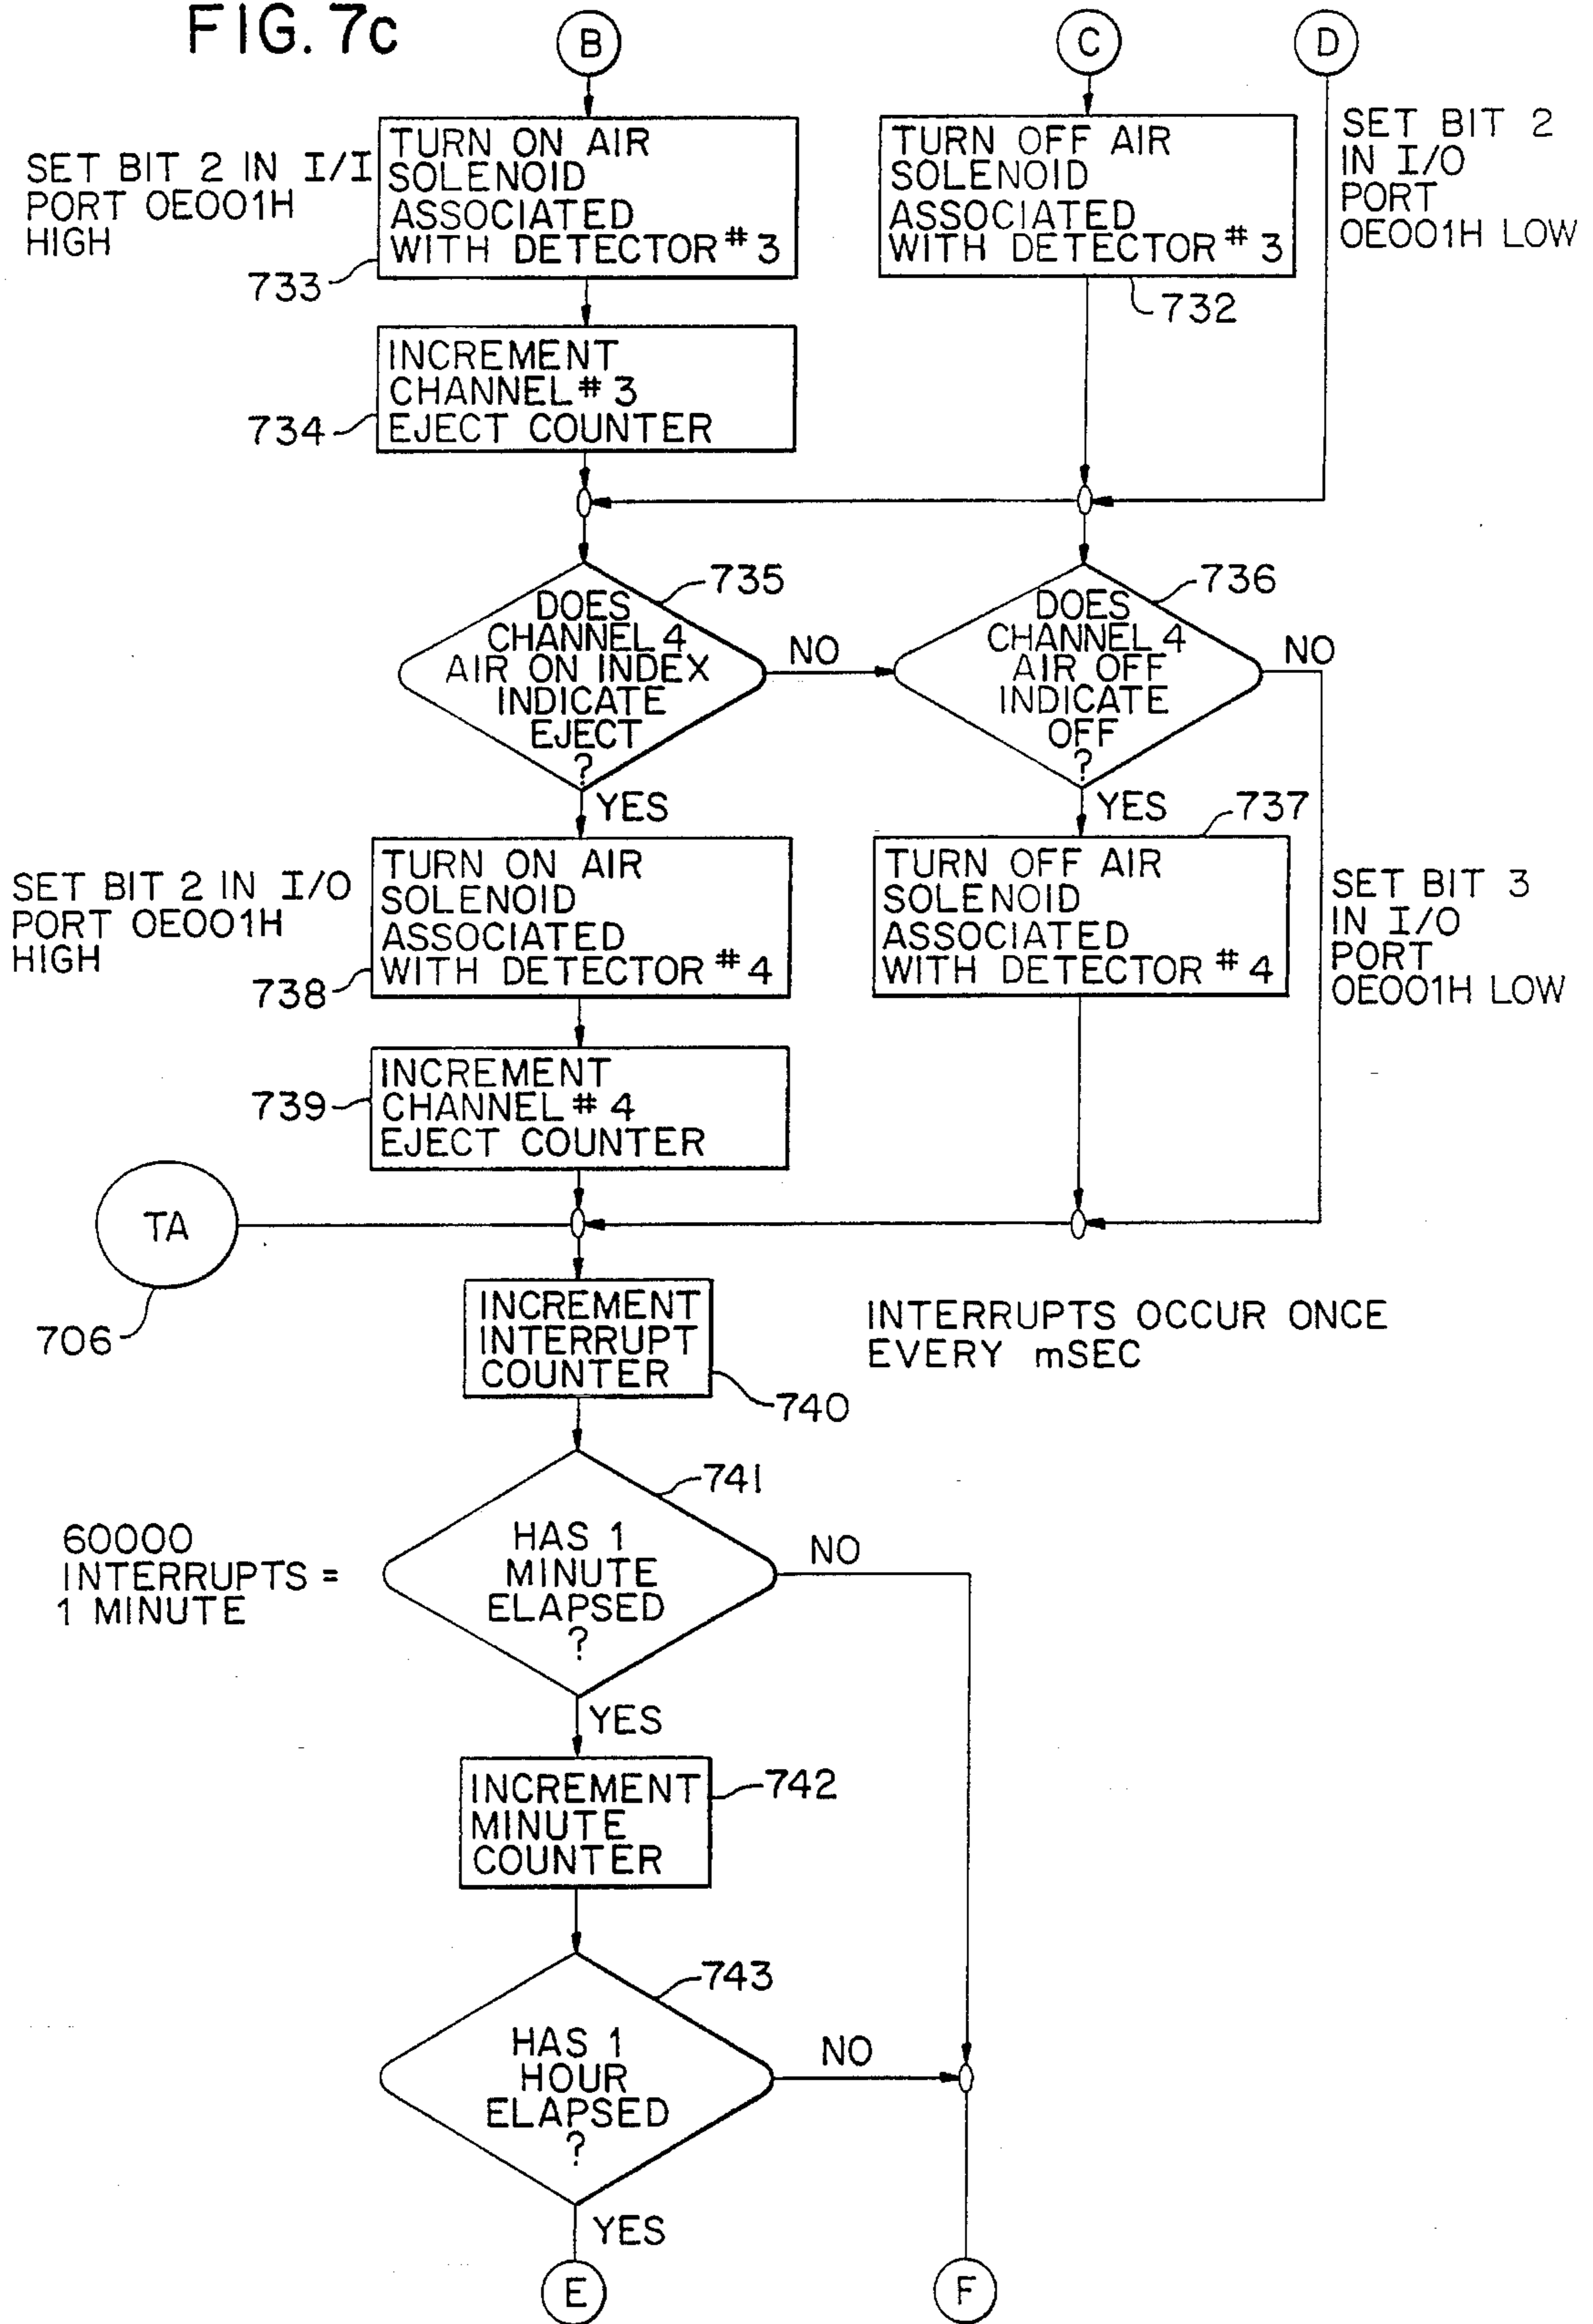 FIG. 7c
B
C
D
SET BIT 2 IN I/I
PORT OE001H
HIGH
TURN ON AIR
SOLENOID
ASSOCIATED
WITH DETECTOR # 3
733
TURN OFF AIR
SOLENOID
ASSOCIATED
WITH DETECTOR # 3
732
SET BIT 2
IN I/O
PORT
OE001H LOW
INCREMENT
CHANNEL # 3
EJECT COUNTER
734
735
DOES
CHANNEL 4
AIR ON INDEX
INDICATE
EJECT
?
NO
YES
736
DOES
CHANNEL 4
AIR OFF
INDICATE
OFF
?
NO
YES
737
SET BIT 2 IN I/O
PORT OE001H
HIGH
TURN ON AIR
SOLENOID
ASSOCIATED
WITH DETECTOR # 4
738
TURN OFF AIR
SOLENOID
ASSOCIATED
WITH DETECTOR # 4
SET BIT 3
IN I/O
PORT
OE001H LOW
INCREMENT
CHANNEL # 4
EJECT COUNTER
739
TA
706
INCREMENT
INTERRUPT
COUNTER
740
INTERRUPTS OCCUR ONCE
EVERY mSEC
741
60000
INTERRUPTS =
1 MINUTE
HAS 1
MINUTE
ELAPSED
?
NO
YES
INCREMENT
MINUTE
COUNTER
742
743
HAS 1
HOUR
ELAPSED
?
NO
YES
E
F